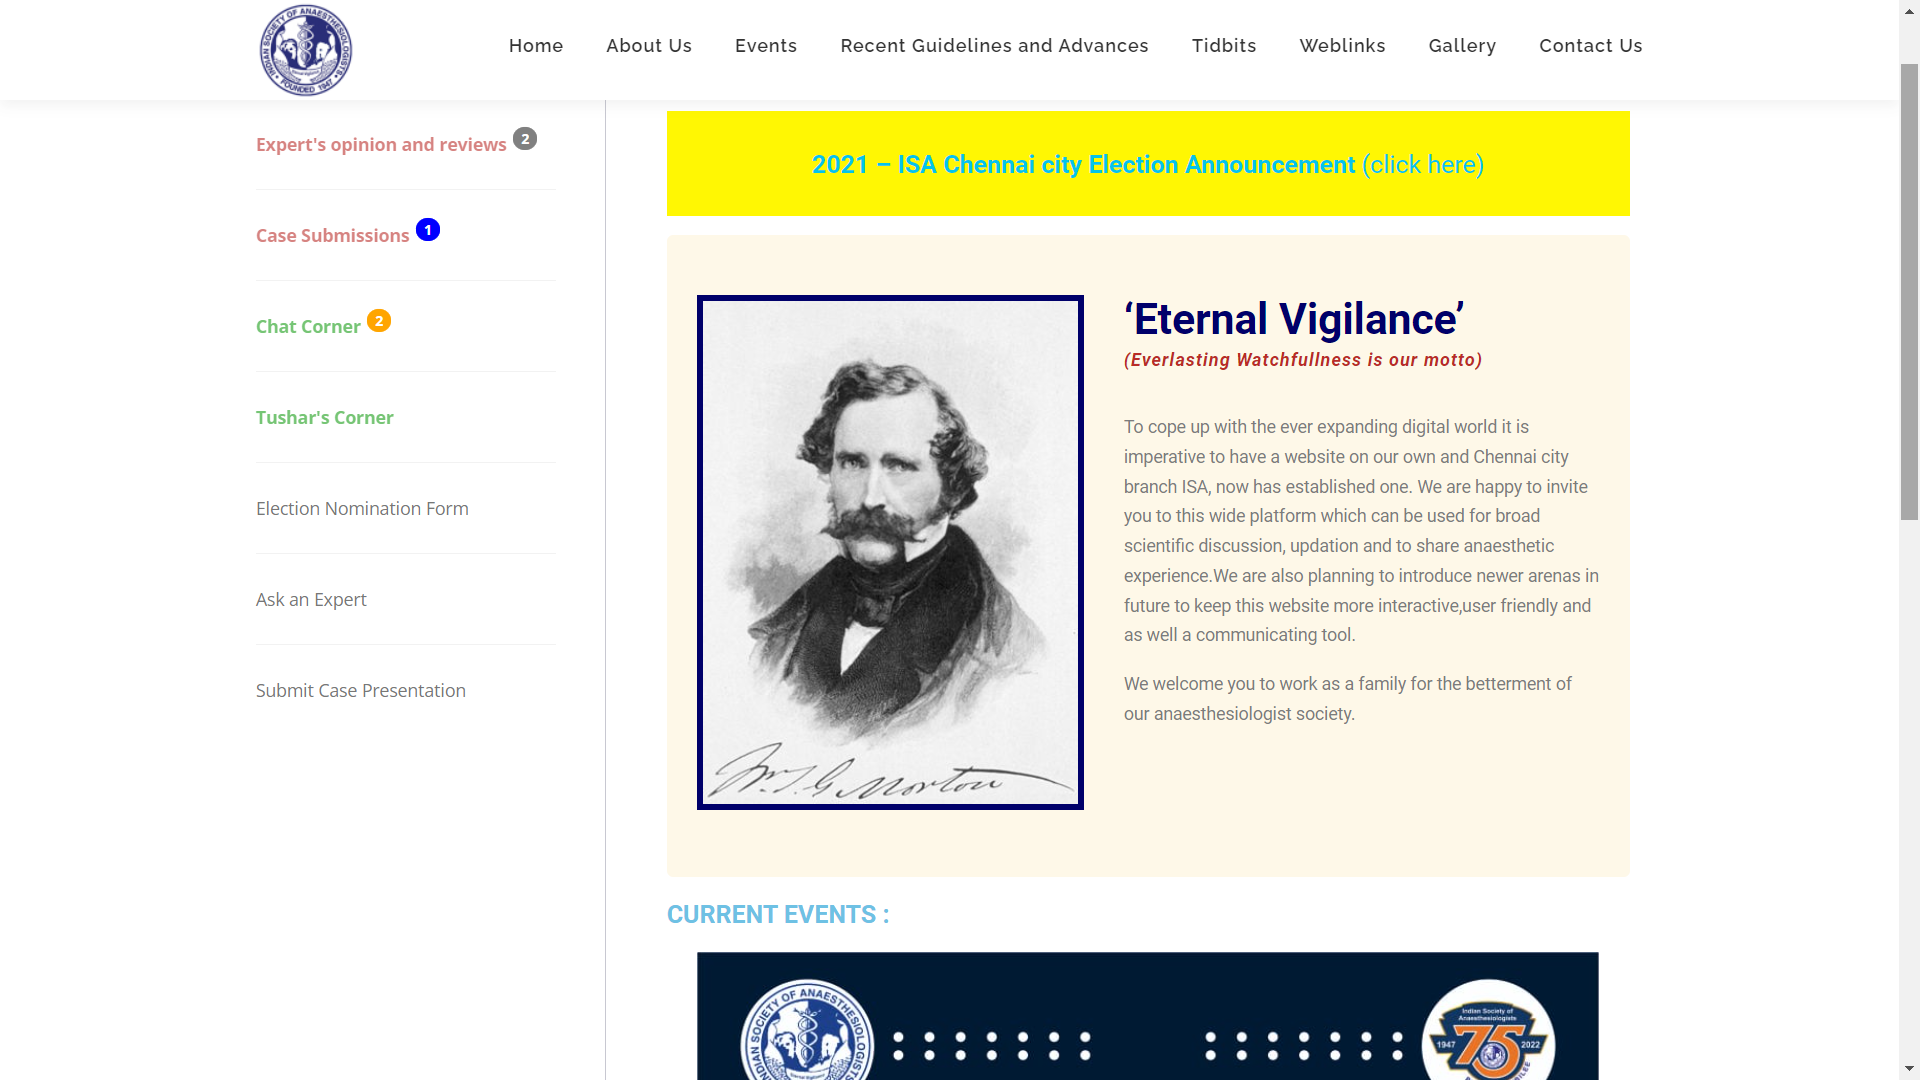 INDIAN SOCIETY OF ANAESTHESIOLOGISTS
FOUNDED 1947
Home
About Us
Events
Recent Guidelines and Advances
Tidbits
Weblinks
Gallery
Contact Us
Expert's opinion and reviews 2
Case Submissions 1
Chat Corner 2
Tushar's Corner
Election Nomination Form
Ask an Expert
Submit Case Presentation
2021 – ISA Chennai city Election Announcement (click here)
‘Eternal Vigilance’
(Everlasting Watchfullness is our motto)
To cope up with the ever expanding digital world it is
imperative to have a website on our own and Chennai city
branch ISA, now has established one. We are happy to invite
you to this wide platform which can be used for broad
scientific discussion, updation and to share anaesthetic
experience.We are also planning to introduce newer arenas in
future to keep this website more interactive,user friendly and
as well a communicating tool.
We welcome you to work as a family for the betterment of
our anaesthesiologist society.
Wm. T. G. Morton
CURRENT EVENTS :
INDIAN SOCIETY OF ANAESTHESIOLOGISTS
Indian Society of
Anaesthesiologists
1947 75 2022